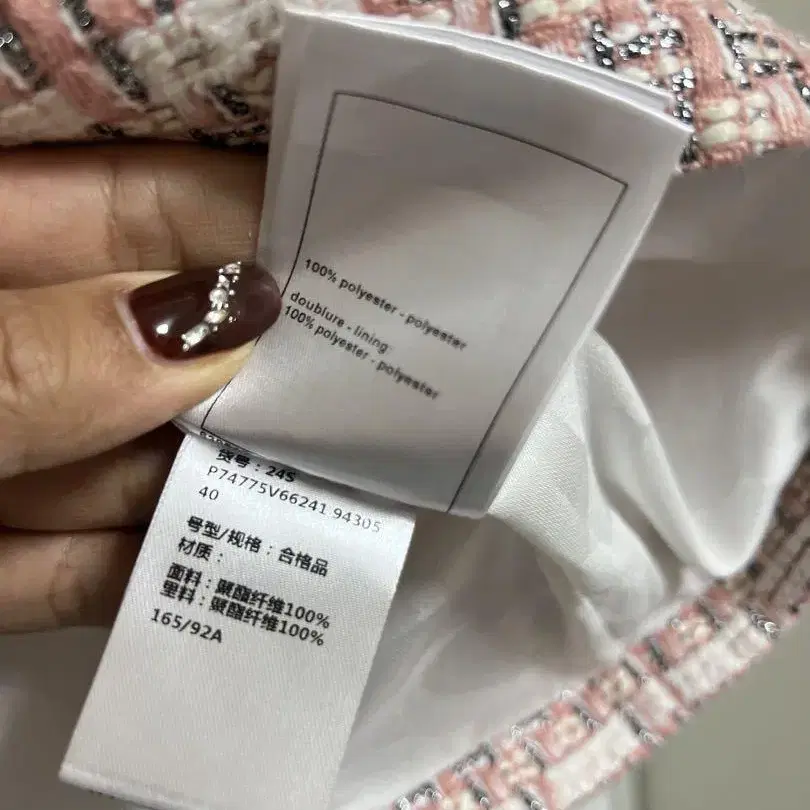 100% polyester - polyester
doublure - lining:
100% polyester - polyester
货号：24S
P74775V66241 94305
40
号型/规格：合格品
材质：
面料：聚酯纤维100%
里料：聚酯纤维100%
165/92A